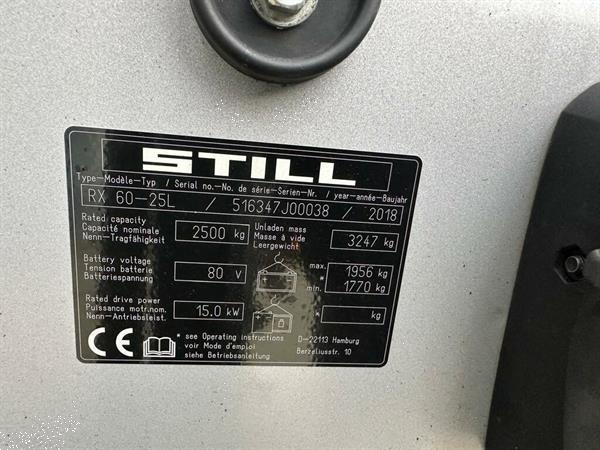 STILL
Type-Modèle-Typ / Serial no.-No. de série-Serien-Nr. / year-année-Baujahr
RX 60-25L / 516347J00038 / 2018
Rated capacity
Capacité nominale
Nenn-Tragfähigkeit
2500 kg
Unladen mass
Masse à vide
Leergewicht
3247 kg
Battery voltage
Tension batterie
Batteriespannung
80 V
max. 1956 kg
*
min. 1770 kg
Rated drive power
Puissance motr.nom.
Nenn-Antriebsleist.
15.0 kW
* kg
CE
* see Operating instructions
voir Mode d'emploi
siehe Betriebsanleitung
D-22113 Hamburg
Berzeliusstr. 10